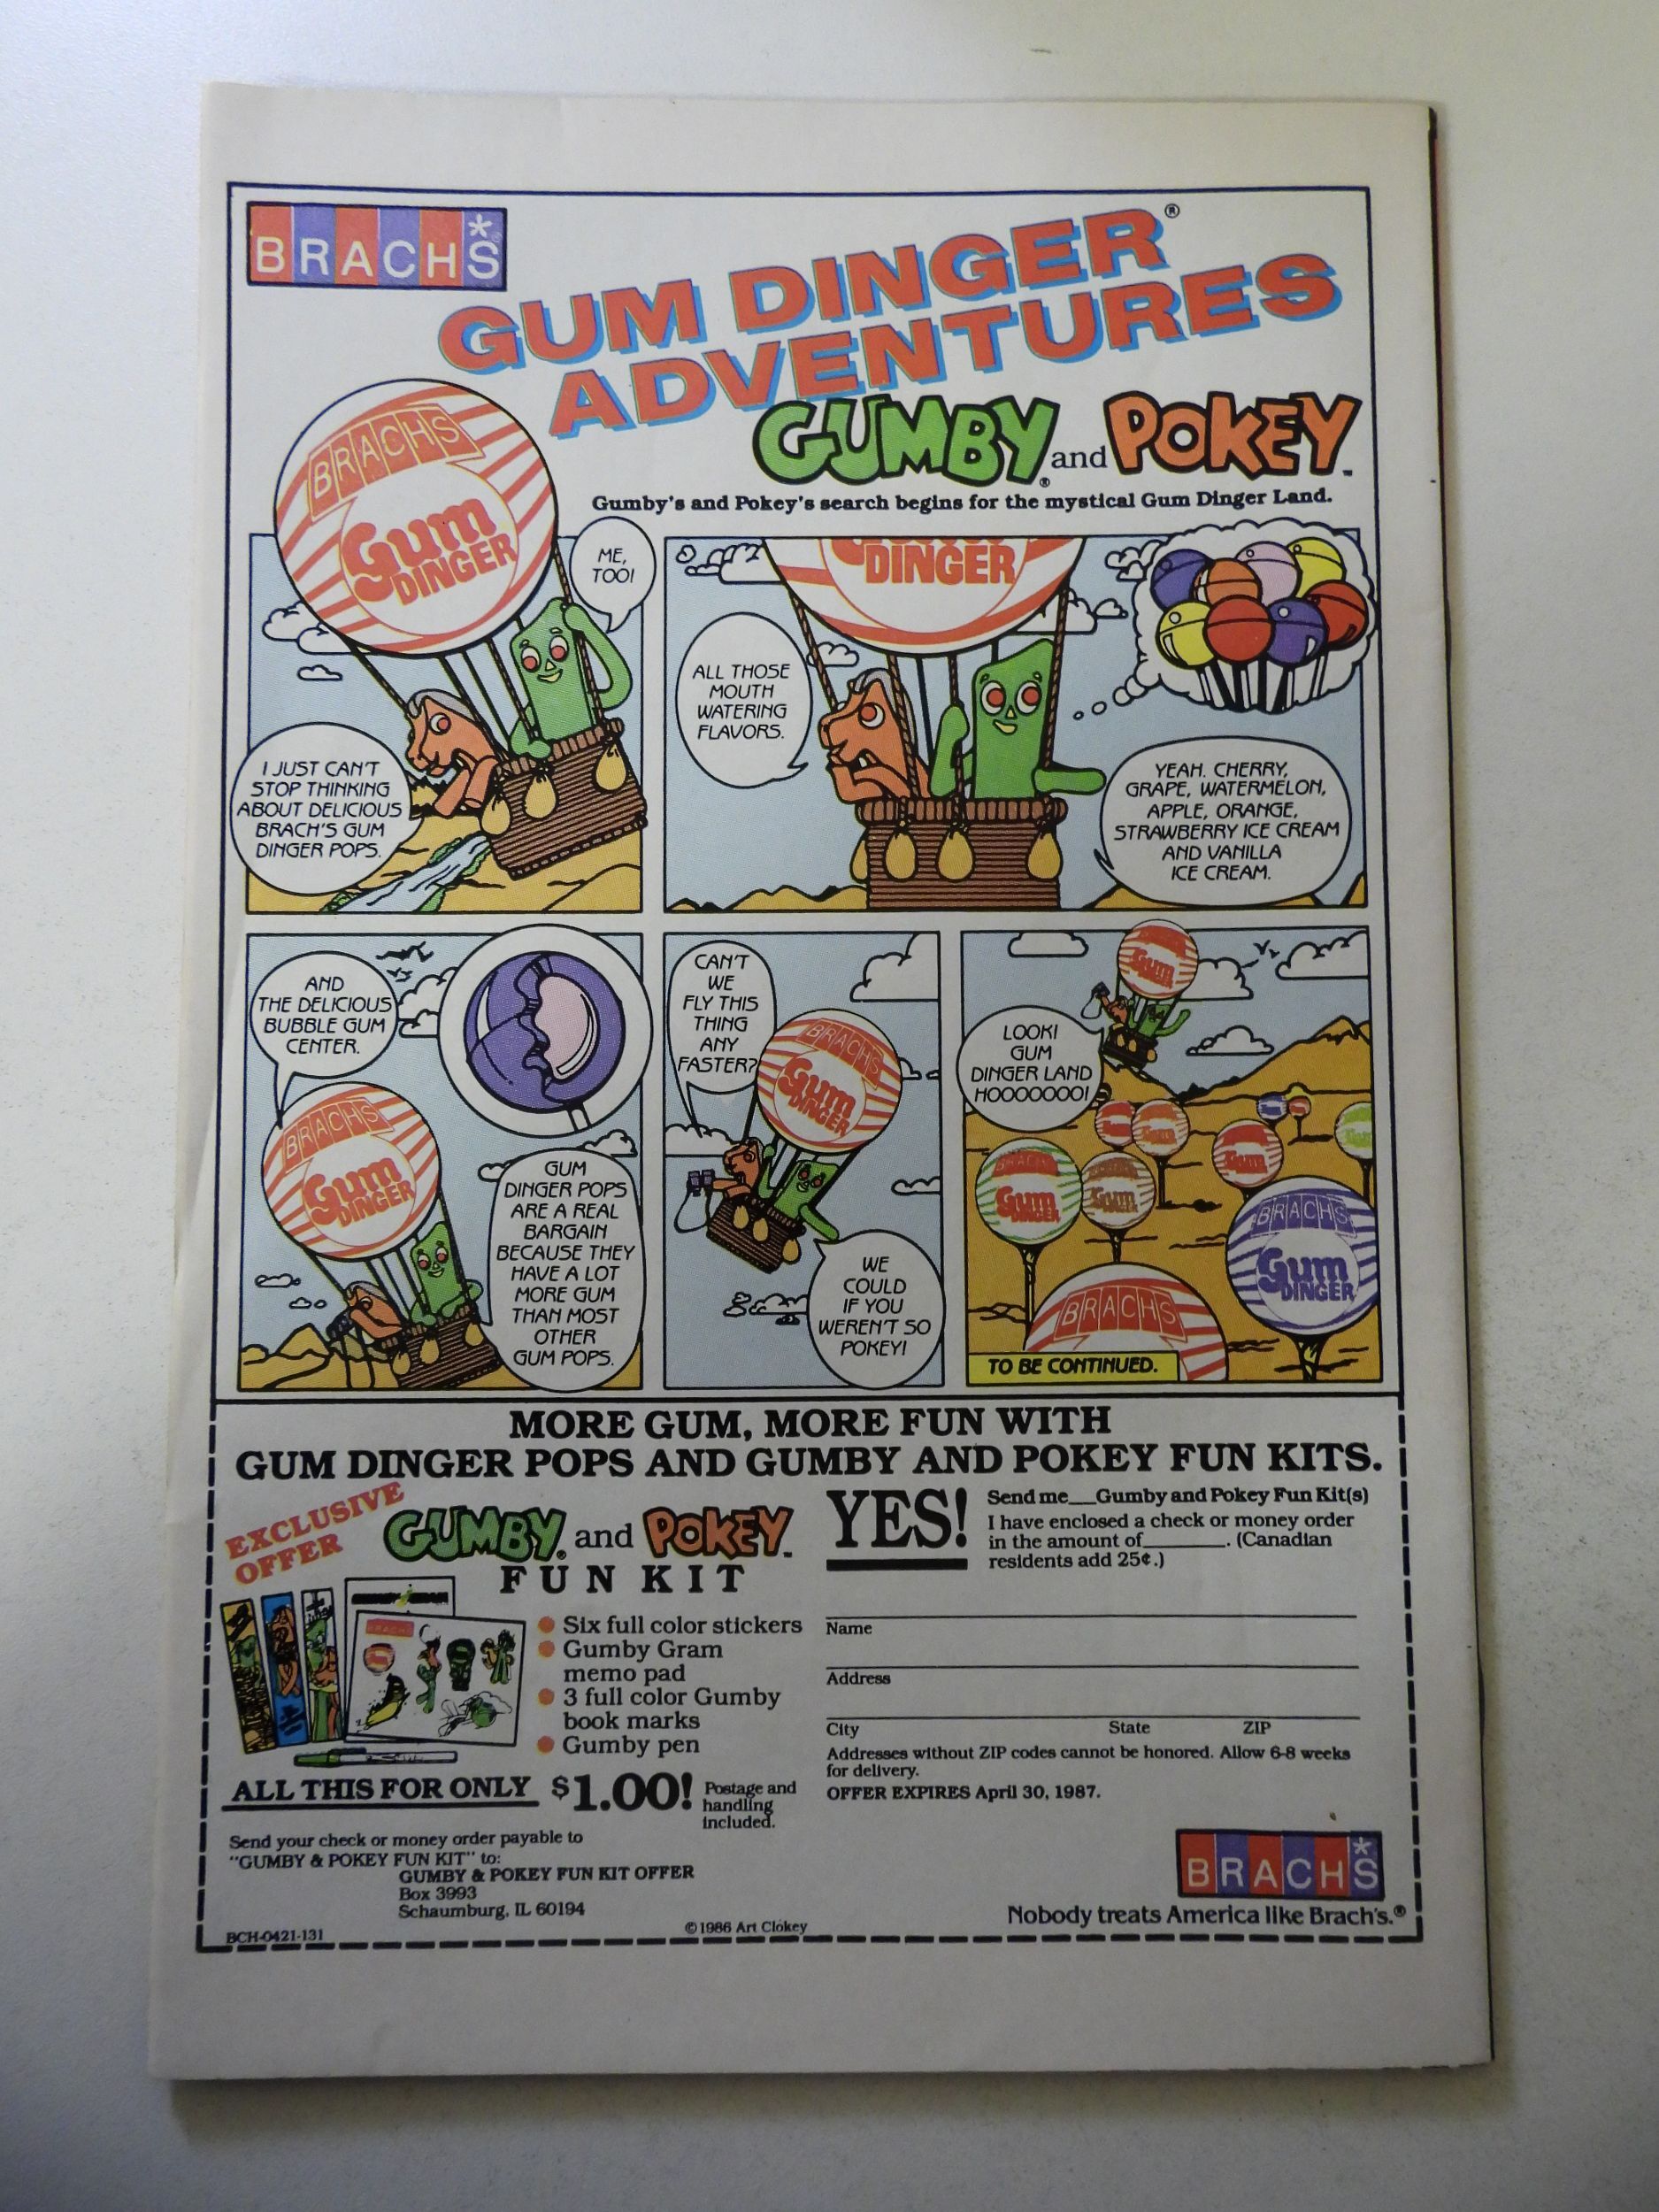 BRACH'S
GUM DINGER®
ADVENTURES
GUMBY® and POKEY™
Gumby's and Pokey's search begins for the mystical Gum Dinger Land.
BRACHS
Gum
DINGER
ME,
TOO!
I JUST CAN'T
STOP THINKING
ABOUT DELICIOUS
BRACH'S GUM
DINGER POPS.
DINGER
ALL THOSE
MOUTH
WATERING
FLAVORS.
YEAH. CHERRY,
GRAPE, WATERMELON,
APPLE, ORANGE,
STRAWBERRY ICE CREAM
AND VANILLA
ICE CREAM.
AND
THE DELICIOUS
BUBBLE GUM
CENTER.
BRACHS
Gum
DINGER
GUM
DINGER POPS
ARE A REAL
BARGAIN
BECAUSE THEY
HAVE A LOT
MORE GUM
THAN MOST
OTHER
GUM POPS.
CAN'T
WE
FLY THIS
THING
ANY
FASTER?
BRACHS
Gum
DINGER
WE
COULD
IF YOU
WEREN'T SO
POKEY!
Gum
LOOK!
GUM
DINGER LAND
HOOOOOOO!
Gum
Gum
DINGER
Gum
BRACHS
Gum
DINGER
BRACHS
TO BE CONTINUED.
MORE GUM, MORE FUN WITH
GUM DINGER POPS AND GUMBY AND POKEY FUN KITS.
EXCLUSIVE
OFFER
GUMBY® and POKEY™
FUN KIT
Six full color stickers
Gumby Gram
memo pad
3 full color Gumby
book marks
Gumby pen
ALL THIS FOR ONLY $1.00! Postage and
handling
included.
Send your check or money order payable to
"GUMBY & POKEY FUN KIT" to:
GUMBY & POKEY FUN KIT OFFER
Box 3993
Schaumburg, IL 60194
BCH-0421-131
©1986 Art Clokey
YES! Send me__Gumby and Pokey Fun Kit(s)
I have enclosed a check or money order
in the amount of________. (Canadian
residents add 25¢.)
Name
Address
City State ZIP
Addresses without ZIP codes cannot be honored. Allow 6-8 weeks
for delivery.
OFFER EXPIRES April 30, 1987.
BRACH'S
Nobody treats America like Brach's.®